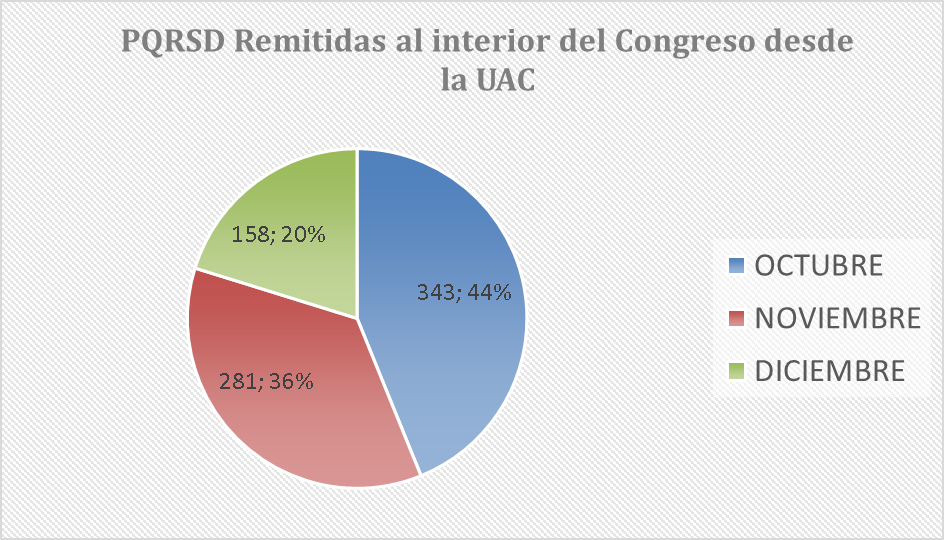 PQRSD Remitidas al interior del Congreso desde
la UAC
158; 20%
343; 44%
281; 36%
OCTUBRE
NOVIEMBRE
DICIEMBRE